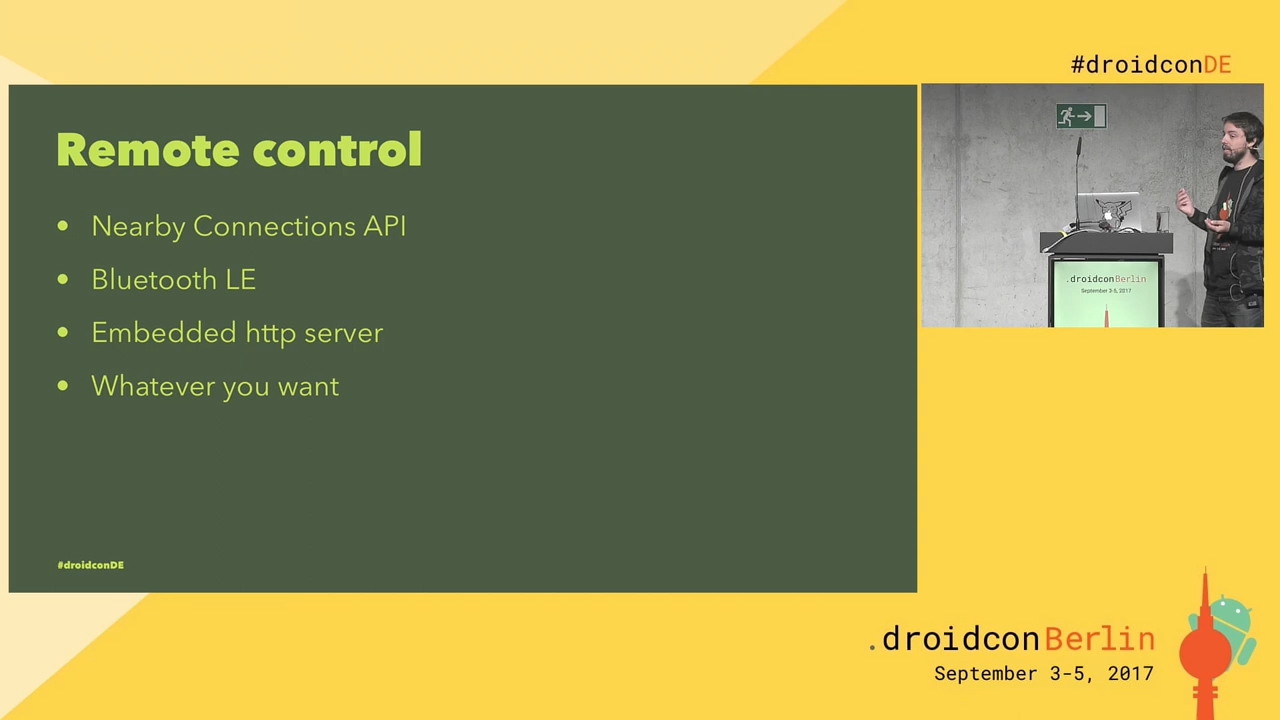 #droidconDE
Remote control
• Nearby Connections API
• Bluetooth LE
• Embedded http server
• Whatever you want
#droidconDE
.droidconBerlin
September 3-5, 2017
.droidconBerlin
September 3-5, 2017